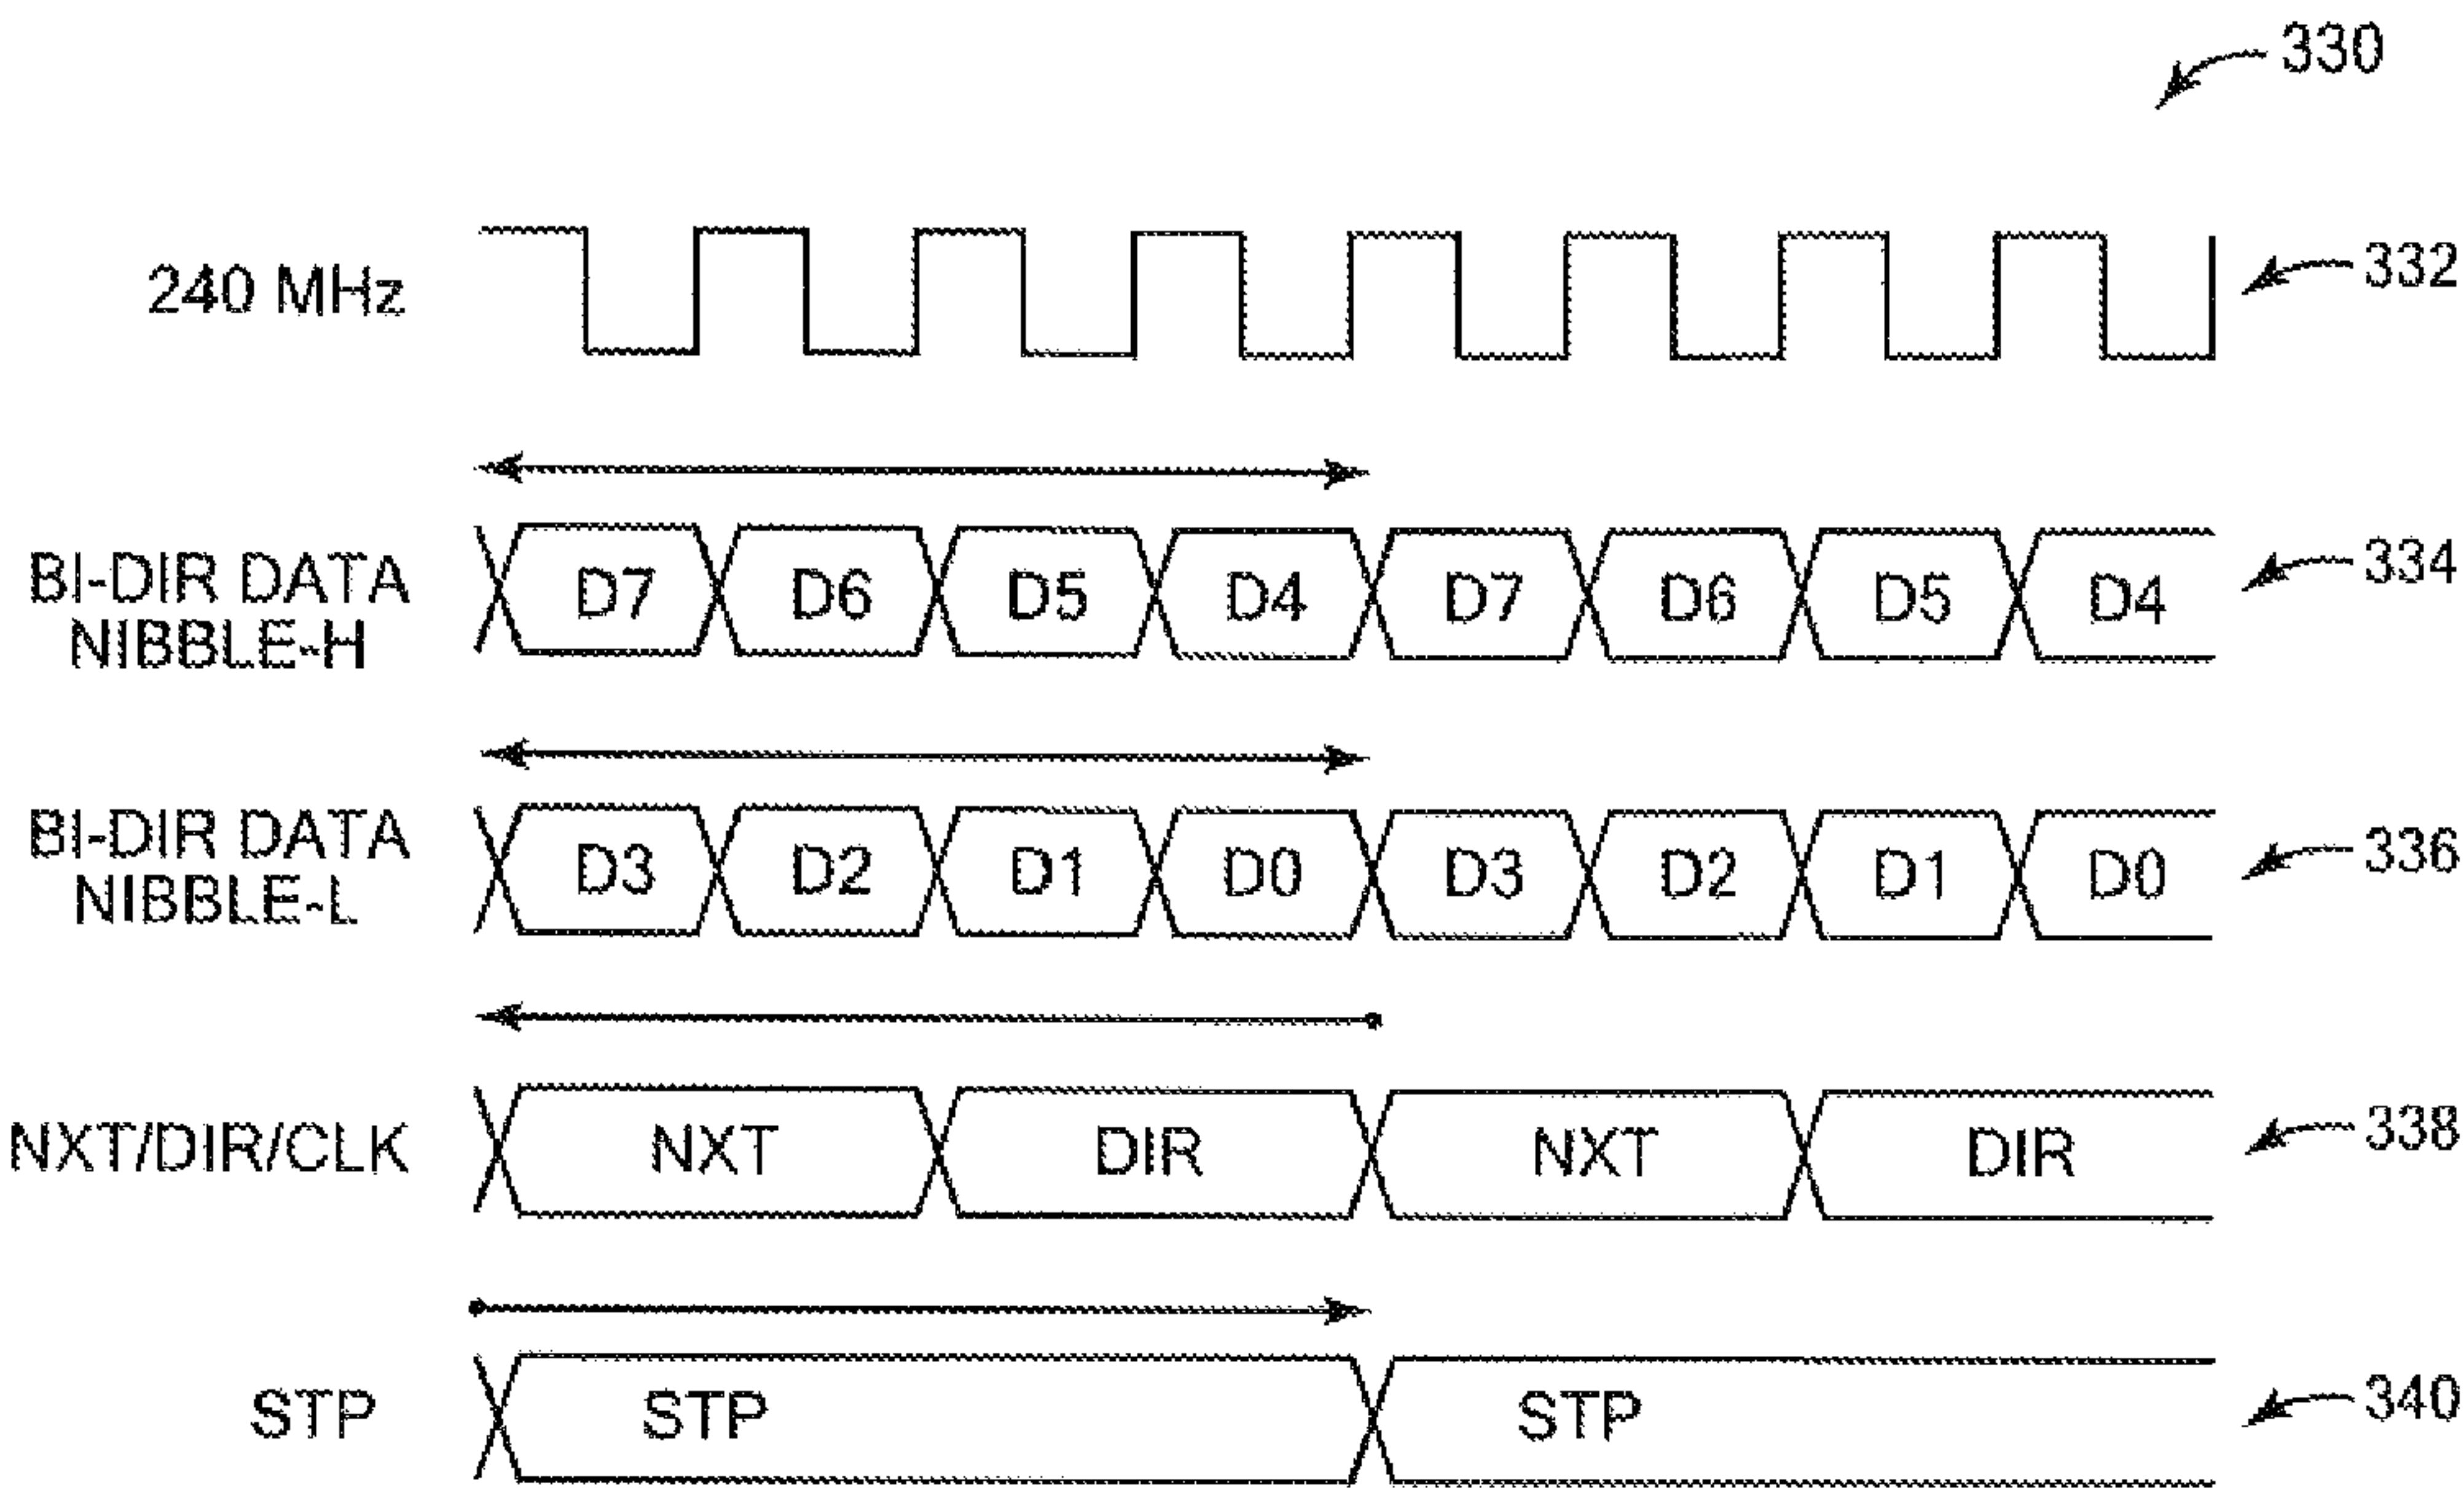 330
240 MHz
332
BI-DIR DATA
NIBBLE-H
D7 D6 D5 D4 D7 D6 D5 D4
334
BI-DIR DATA
NIBBLE-L
D3 D2 D1 D0 D3 D2 D1 D0
336
NXT/DIR/CLK
NXT DIR NXT DIR
338
STP
STP STP
340